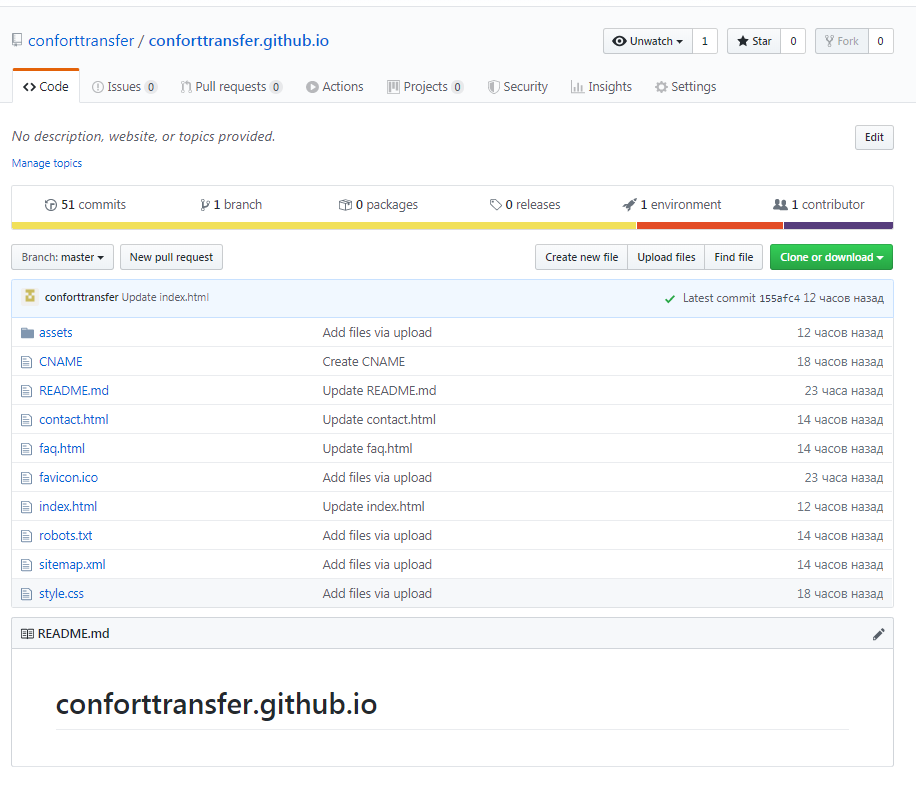 conforttransfer / conforttransfer.github.io
Unwatch 1 Star 0 Fork 0
Code Issues 0 Pull requests 0 Actions Projects 0 Security Insights Settings
No description, website, or topics provided. Edit
Manage topics
51 commits 1 branch 0 packages 0 releases 1 environment 1 contributor
Branch: master New pull request Create new file Upload files Find file Clone or download
conforttransfer Update index.html Latest commit 155afc4 12 часов назад
assets Add files via upload 12 часов назад
CNAME Create CNAME 18 часов назад
README.md Update README.md 23 часа назад
contact.html Update contact.html 14 часов назад
faq.html Update faq.html 14 часов назад
favicon.ico Add files via upload 23 часа назад
index.html Update index.html 12 часов назад
robots.txt Add files via upload 14 часов назад
sitemap.xml Add files via upload 14 часов назад
style.css Add files via upload 18 часов назад
README.md
conforttransfer.github.io